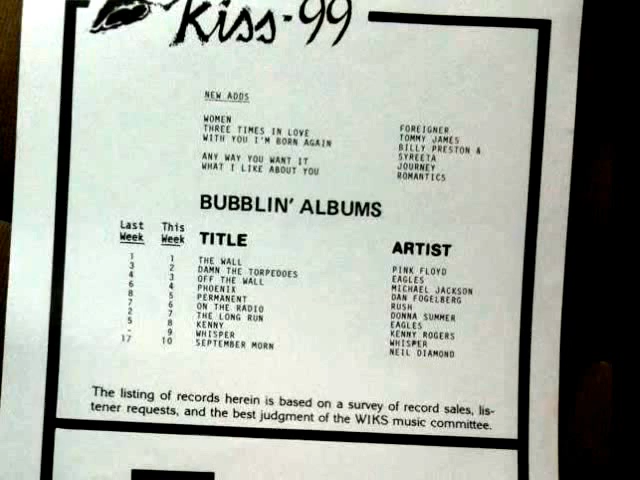 Kiss-99
NEW ADDS
WOMEN FOREIGNER
THREE TIMES IN LOVE TOMMY JAMES
WITH YOU I'M BORN AGAIN BILLY PRESTON &
SYREETA
ANY WAY YOU WANT IT JOURNEY
WHAT I LIKE ABOUT YOU ROMANTICS
BUBBLIN' ALBUMS
Last Week This Week TITLE ARTIST
1 1 THE WALL PINK FLOYD
3 2 DAMN THE TORPEDOES EAGLES
4 3 OFF THE WALL MICHAEL JACKSON
6 4 PHOENIX DAN FOGELBERG
8 5 PERMANENT RUSH
7 6 ON THE RADIO DONNA SUMMER
2 7 THE LONG RUN EAGLES
5 8 KENNY KENNY ROGERS
- 9 WHISPER WHISPER
17 10 SEPTEMBER MORN NEIL DIAMOND
The listing of records herein is based on a survey of record sales, lis-
tener requests, and the best judgment of the WIKS music committee.